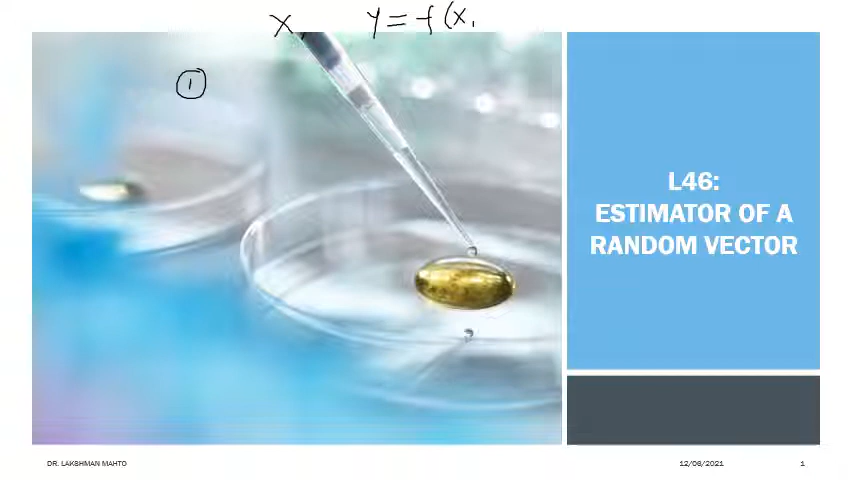 x, y = f(x,
1
L46:
ESTIMATOR OF A
RANDOM VECTOR
DR. LAKSHMAN MAHTO
12/08/2021
1